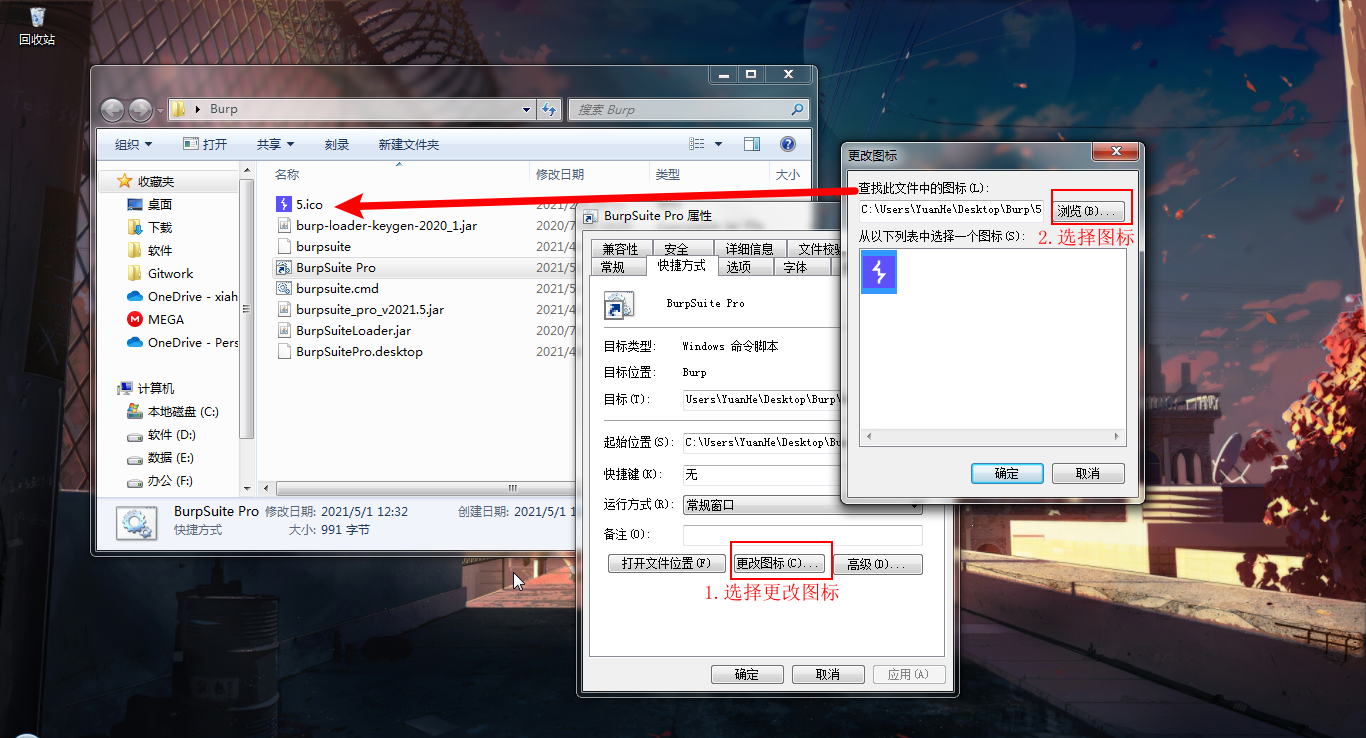 回收站
Burp
搜索 Burp
组织
打开
共享
刻录
新建文件夹
收藏夹
桌面
下载
软件
Gitwork
OneDrive - xiah
MEGA
OneDrive - Pers
计算机
本地磁盘 (C:)
软件 (D:)
数据 (E:)
办公 (F:)
名称 修改日期 类型 大小
5.ico
burp-loader-keygen-2020_1.jar 2020/7
burpsuite 2021/4
BurpSuite Pro 2021/5
burpsuite.cmd 2021/5
burpsuite_pro_v2021.5.jar 2021/4
BurpSuiteLoader.jar 2020/7
BurpSuitePro.desktop 2021/4
BurpSuite Pro 修改日期: 2021/5/1 12:32 创建日期: 2021/5/1 1
快捷方式 大小: 991 字节
BurpSuite Pro 属性
兼容性 安全 详细信息 文件校验
常规 快捷方式 选项 字体
BurpSuite Pro
目标类型: Windows 命令脚本
目标位置: Burp
目标(T): Users\YuanHe\Desktop\Burp\
起始位置(S): C:\Users\YuanHe\Desktop\Bu
快捷键(K): 无
运行方式(R): 常规窗口
备注(O):
打开文件位置(F) 更改图标(C)... 高级(D)...
1.选择更改图标
确定 取消 应用(A)
更改图标
查找此文件中的图标(L):
C:\Users\YuanHe\Desktop\Burp\5 浏览(B)...
从以下列表中选择一个图标(S): 2.选择图标
确定 取消